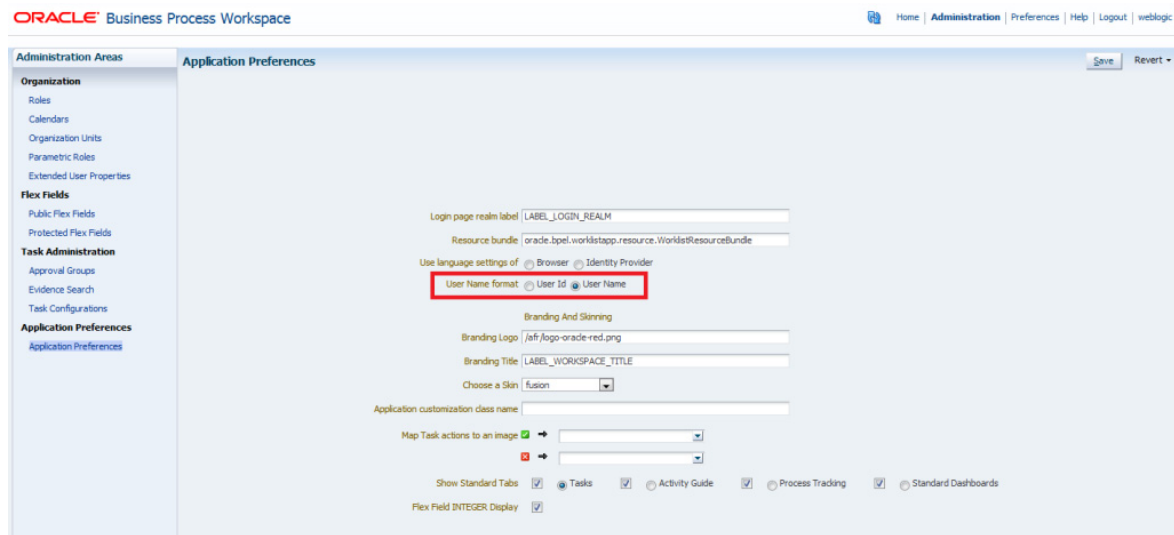 ORACLE Business Process Workspace
Home | Administration | Preferences | Help | Logout | weblogic
Administration Areas
Organization
Roles
Calendars
Organization Units
Parametric Roles
Extended User Properties
Flex Fields
Public Flex Fields
Protected Flex Fields
Task Administration
Approval Groups
Evidence Search
Task Configurations
Application Preferences
Application Preferences
Application Preferences
Save Revert
Login page realm label LABEL_LOGIN_REALM
Resource bundle oracle.bpel.worklistapp.resource.WorklistResourceBundle
Use language settings of Browser Identity Provider
User Name format User Id User Name
Branding And Skinning
Branding Logo /afr/logo-oracle-red.png
Branding Title LABEL_WORKSPACE_TITLE
Choose a Skin fusion
Application customization class name
Map Task actions to an image
Show Standard Tabs Tasks Activity Guide Process Tracking Standard Dashboards
Flex Field INTEGER Display